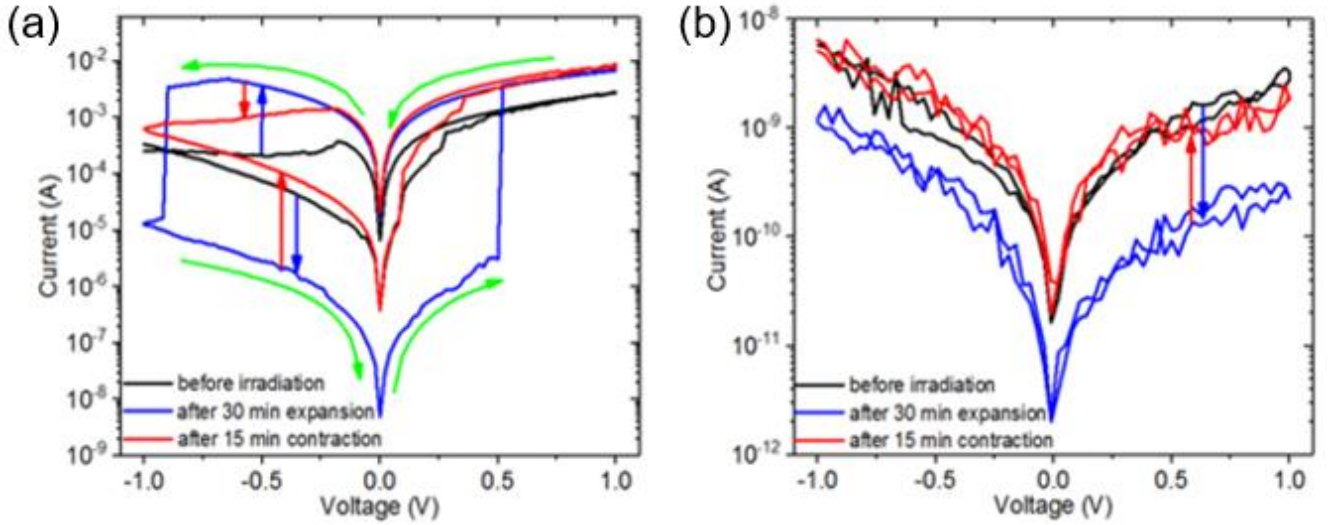 (a)
Current (A)
10⁻²
10⁻³
10⁻⁴
10⁻⁵
10⁻⁶
10⁻⁷
10⁻⁸
10⁻⁹
before irradiation
after 30 min expansion
after 15 min contraction
-1.0 -0.5 0.0 0.5 1.0
Voltage (V)
(b)
Current (A)
10⁻⁸
10⁻⁹
10⁻¹⁰
10⁻¹¹
10⁻¹²
before irradiation
after 30 min expansion
after 15 min contraction
-1.0 -0.5 0.0 0.5 1.0
Voltage (V)